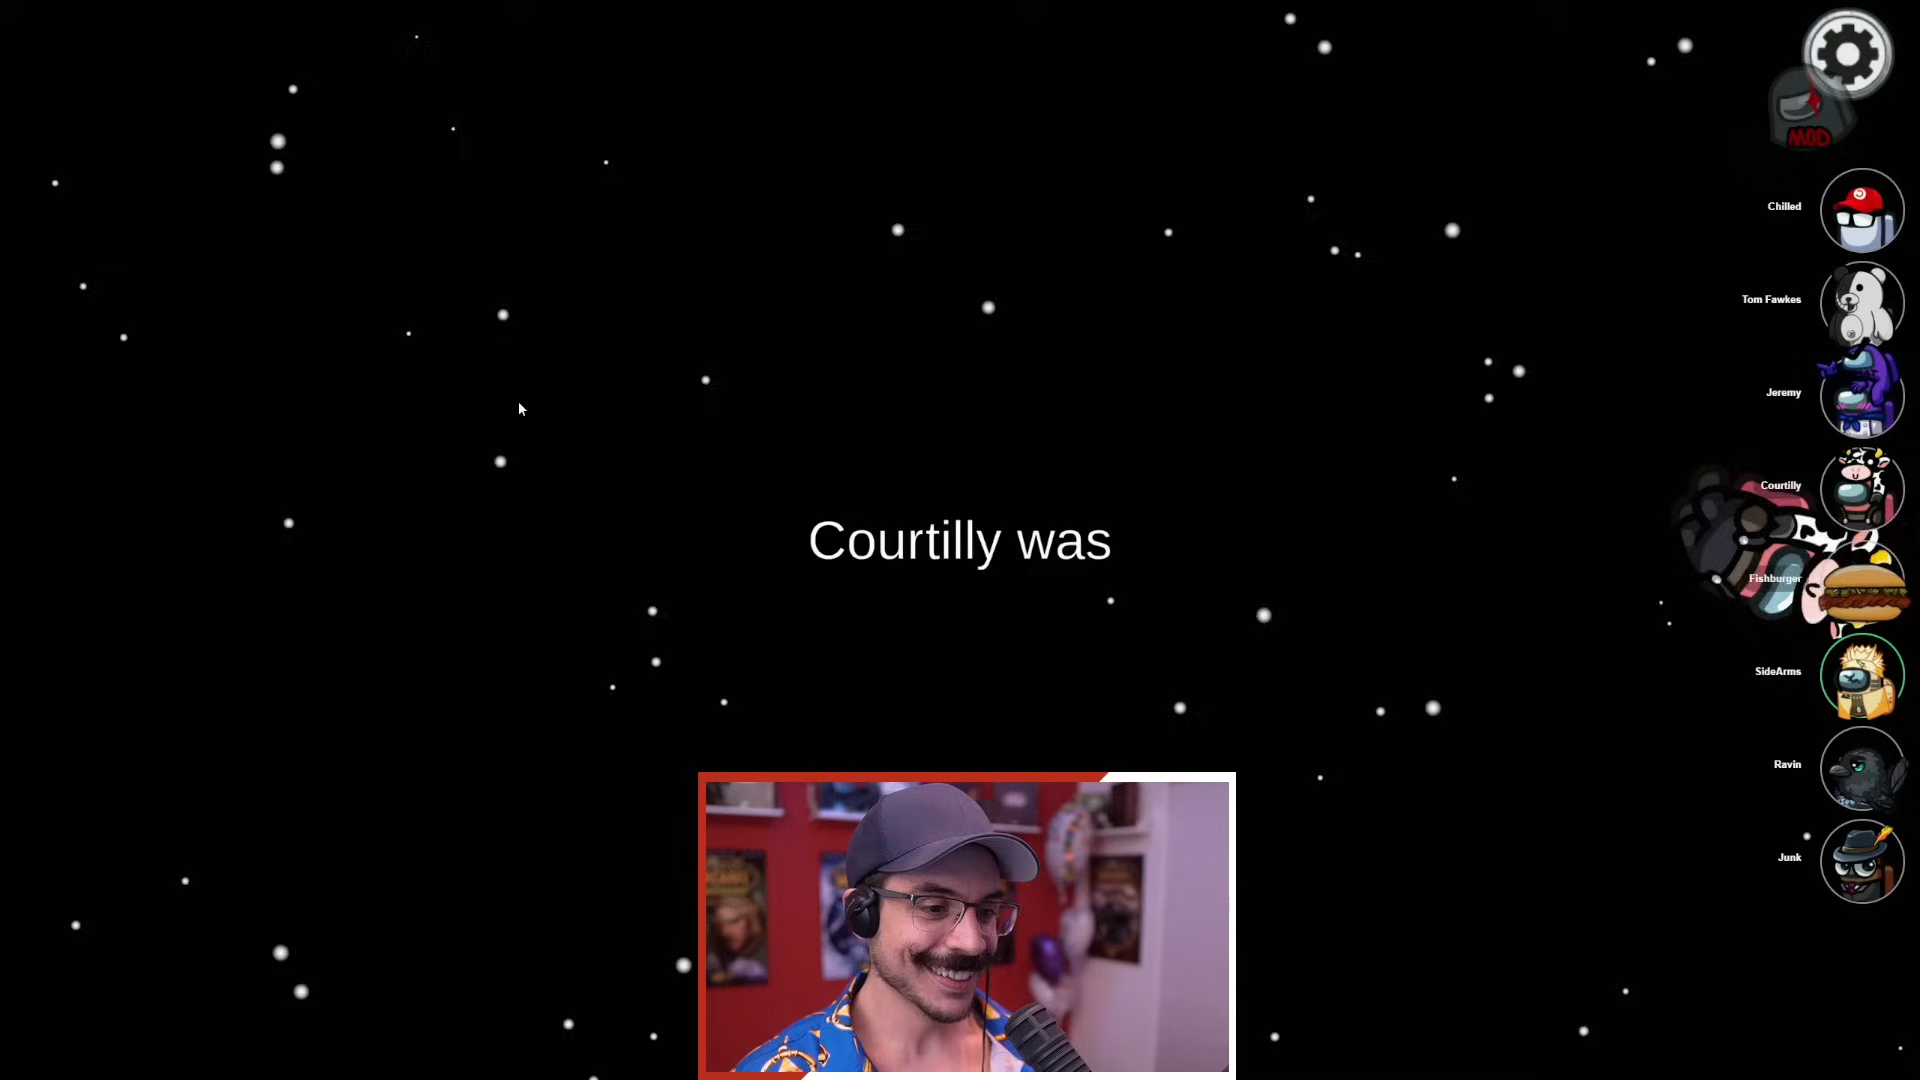 MOD
Chilled
Tom Fawkes
Jeremy
Courtilly
Courtilly was
Fishburger
SideArms
Ravin
Junk